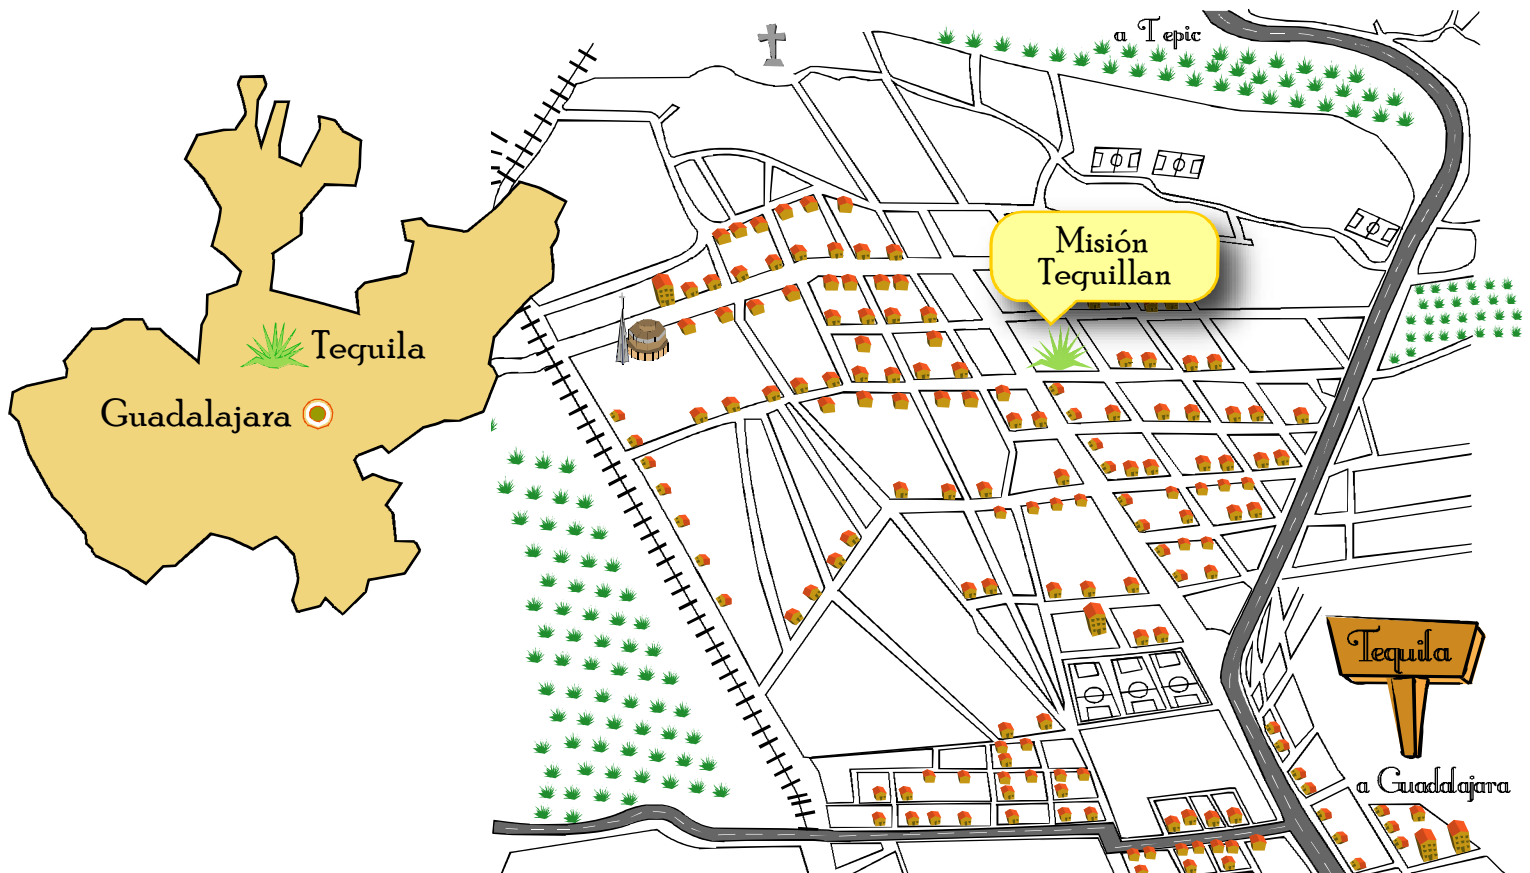 a Tepic
Misión
Tequillan
Tequila
Guadalajara
Tequila
a Guadalajara